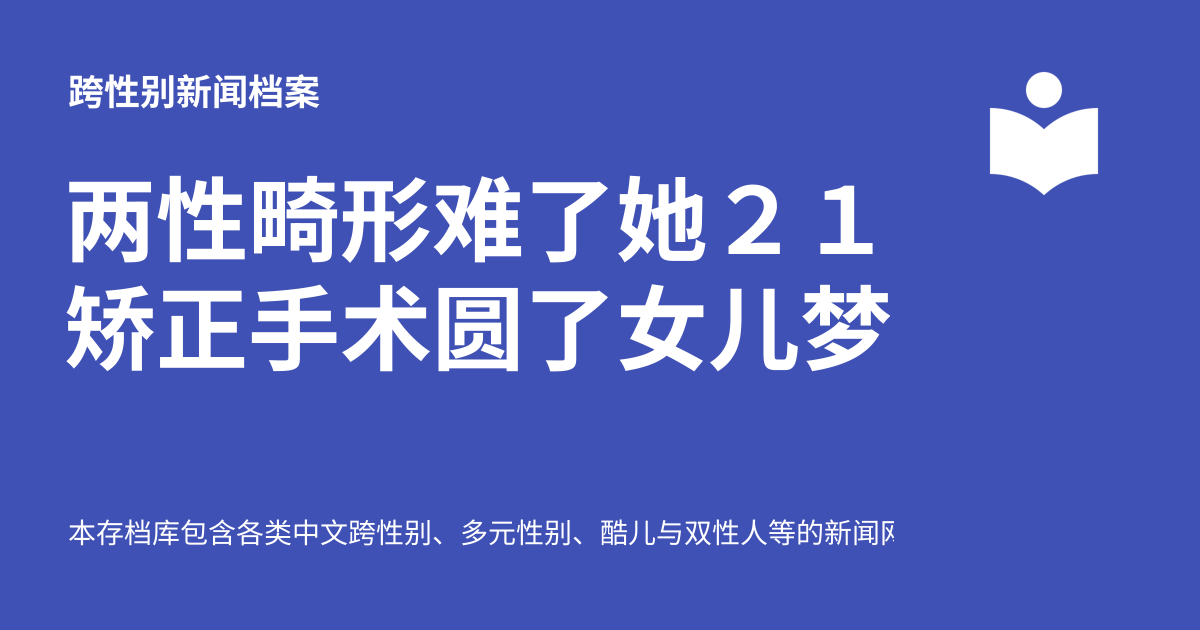 跨性别新闻档案
两性畸形难了她２１
矫正手术圆了女儿梦
本存档库包含各类中文跨性别、多元性别、酷儿与双性人等的新闻